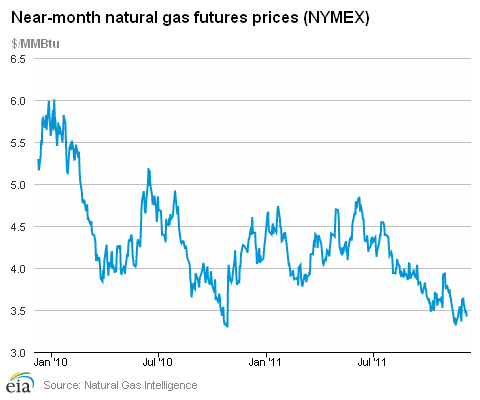 Near-month natural gas futures prices (NYMEX)
$/MMBtu
6.5
6.0
5.5
5.0
4.5
4.0
3.5
3.0
Jan '10 Jul '10 Jan '11 Jul '11
eia Source: Natural Gas Intelligence